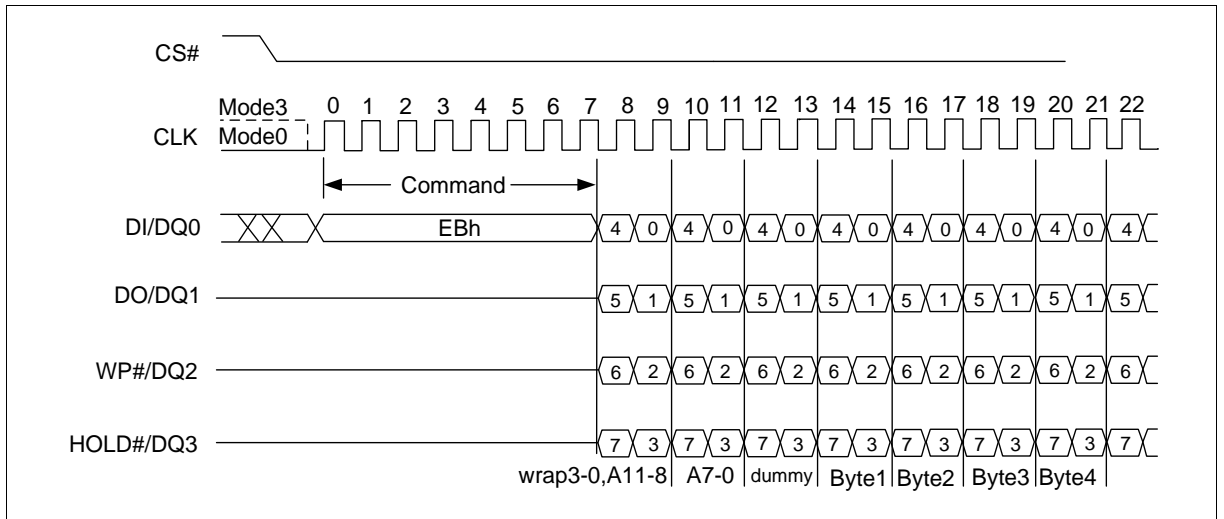 CS#
Mode3 0 1 2 3 4 5 6 7 8 9 10 11 12 13 14 15 16 17 18 19 20 21 22
CLK Mode0
Command
DI/DQ0 EBh 4 0 4 0 4 0 4 0 4 0 4 0 4 0 4
DO/DQ1 5 1 5 1 5 1 5 1 5 1 5 1 5 1 5
WP#/DQ2 6 2 6 2 6 2 6 2 6 2 6 2 6 2 6
HOLD#/DQ3 7 3 7 3 7 3 7 3 7 3 7 3 7 3 7
wrap3-0,A11-8 A7-0 dummy Byte1 Byte2 Byte3 Byte4